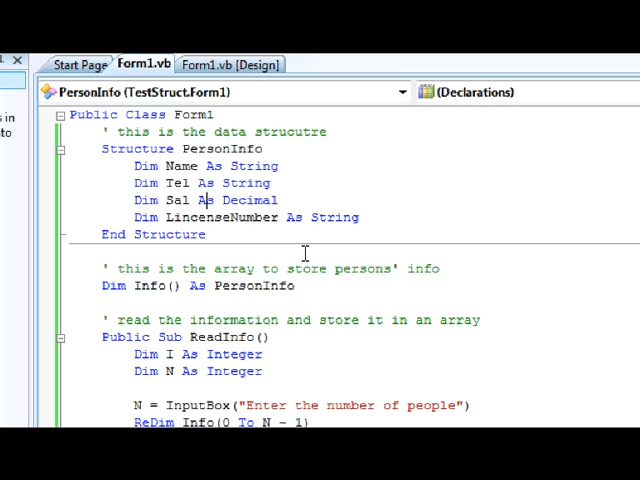 Start Page Form1.vb Form1.vb [Design]
PersonInfo (TestStruct.Form1) (Declarations)
s in
Public Class Form1
' this is the data strucutre
nto
Structure PersonInfo
Dim Name As String
Dim Tel As String
Dim Sal As Decimal
Dim LincenseNumber As String
End Structure
' this is the array to store persons' info
Dim Info() As PersonInfo
' read the information and store it in an array
Public Sub ReadInfo()
Dim I As Integer
Dim N As Integer
N = InputBox("Enter the number of people")
ReDim Info(0 To N - 1)